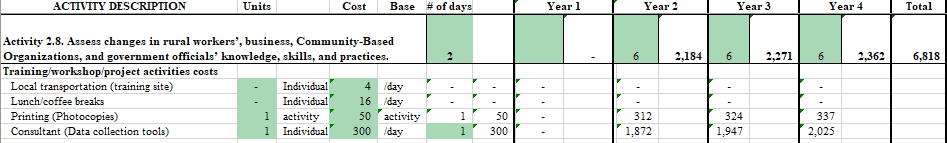 ACTIVITY DESCRIPTION Units Cost Base # of days Year 1 Year 2 Year 3 Year 4 Total
Activity 2.8. Assess changes in rural workers', business, Community-Based
Organizations, and government officials' knowledge, skills, and practices. 2 - 6 2,184 6 2,271 6 2,362 6,818
Training/workshop/project activities costs
Local transportation (training site) - Individual 4 /day - - - - - -
Lunch/coffee breaks - Individual 16 /day - - - - - -
Printing (Photocopies) 1 activity 50 activity 1 50 - 312 324 337
Consultant (Data collection tools) 1 Individual 300 /day 1 300 - 1,872 1,947 2,025